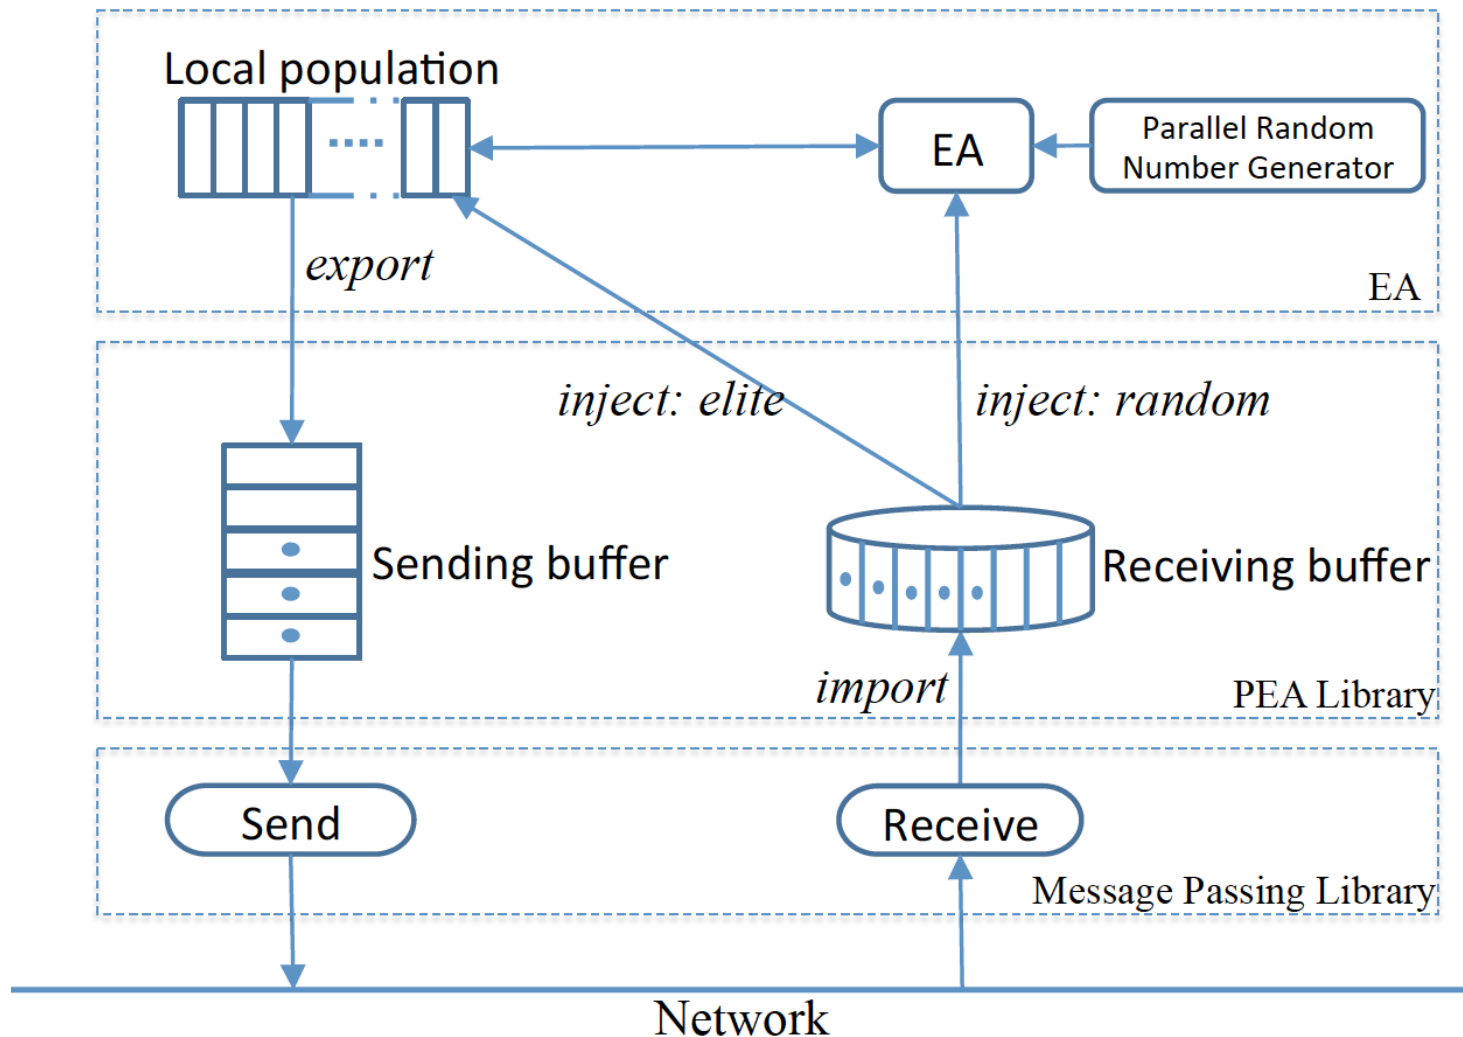 Local population
EA
Parallel Random
Number Generator
export
EA
inject: elite
inject: random
Sending buffer
Receiving buffer
import
PEA Library
Send
Receive
Message Passing Library
Network